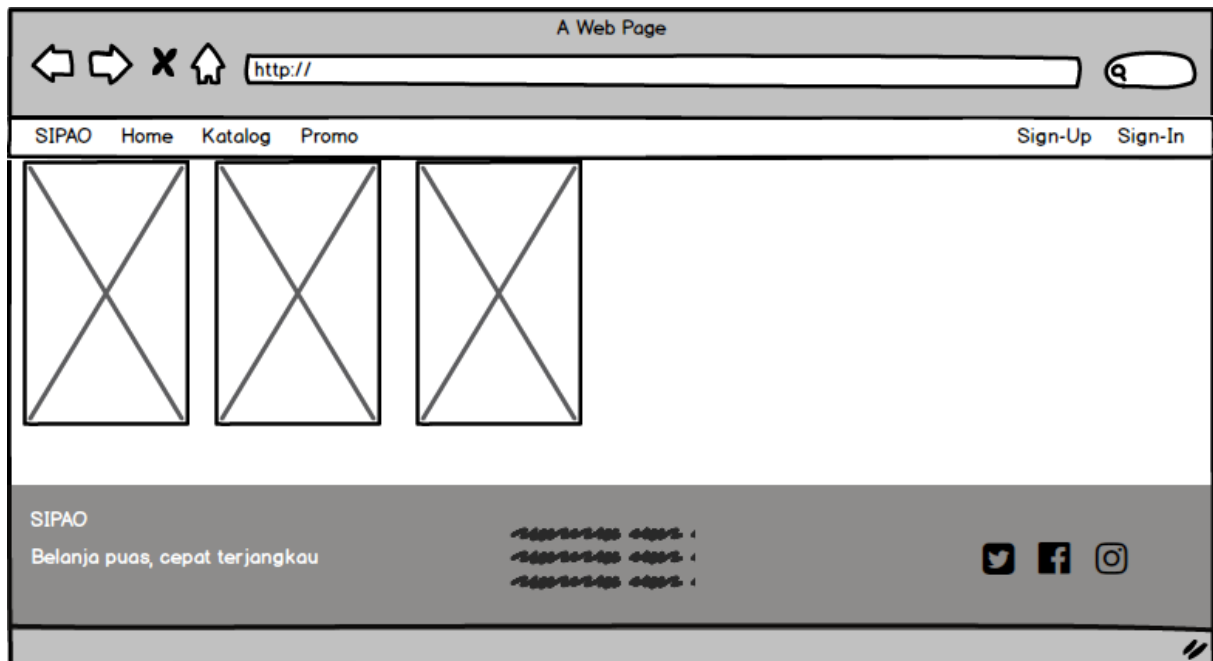 A Web Page
http://
SIPAO Home Katalog Promo Sign-Up Sign-In
SIPAO
Belanja puas, cepat terjangkau